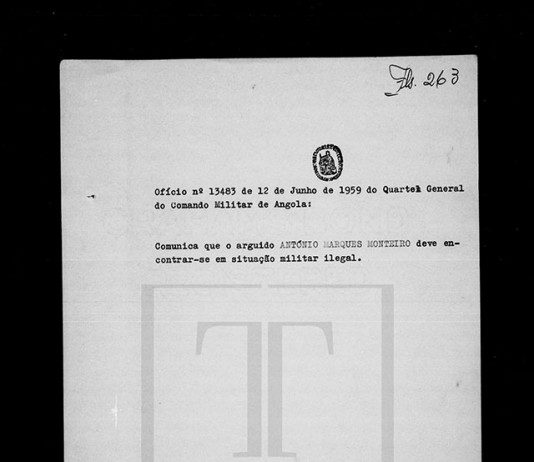 Fls. 263
Ofício nº 13483 de 12 de Junho de 1959 do Quartel General
do Comando Militar de Angola:
Comunica que o arguido ANTÓNIO MARQUES MONTEIRO deve en-
contrar-se em situação militar ilegal.
TT